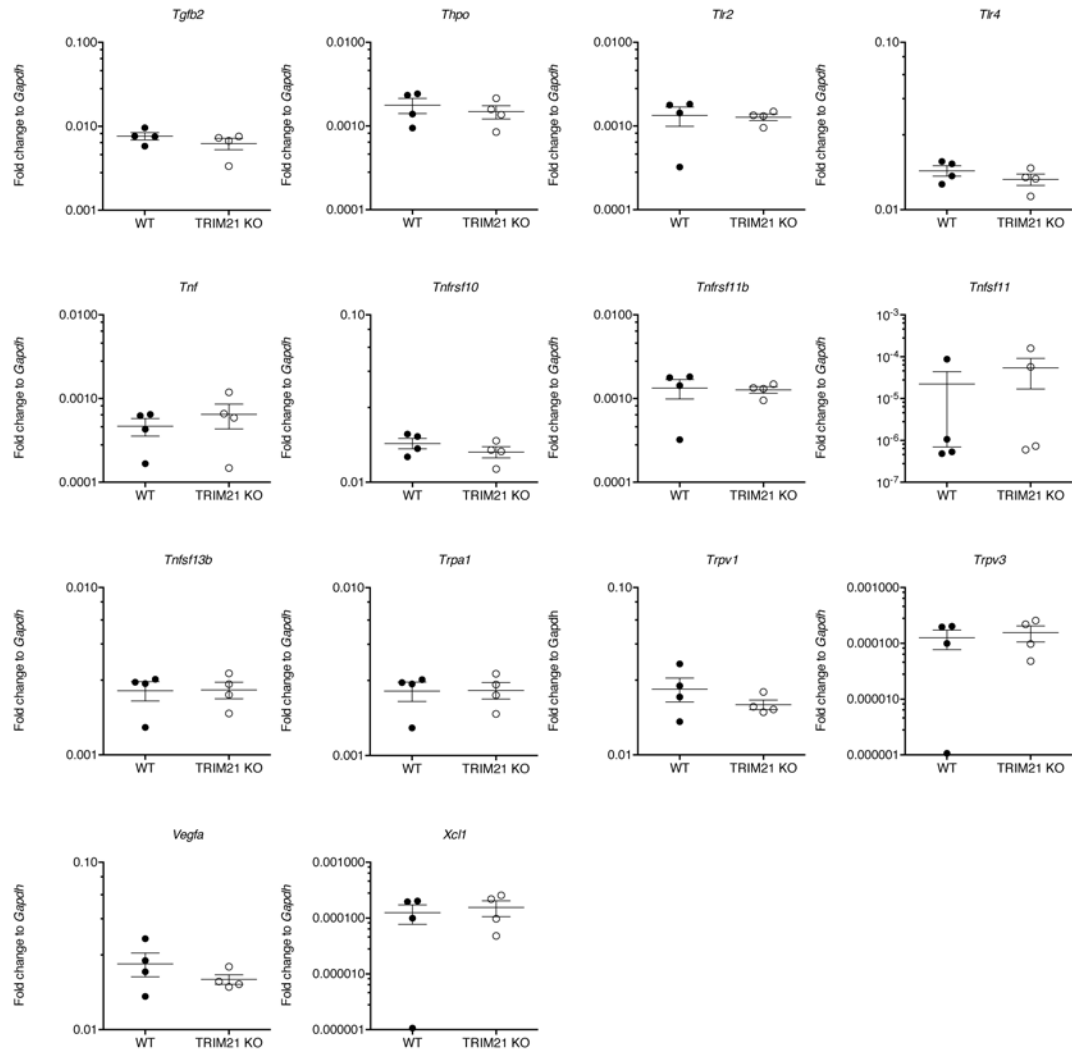 Tgfb2
Thpo
Tlr2
Tlr4
Fold change to Gapdh
0.100
0.010
0.001
WT
TRIM21 KO
Fold change to Gapdh
0.0100
0.0010
0.0001
WT
TRIM21 KO
Fold change to Gapdh
0.0100
0.0010
0.0001
WT
TRIM21 KO
Fold change to Gapdh
0.10
0.01
WT
TRIM21 KO
Tnf
Tnfrsf10
Tnfrsf11b
Tnfsf11
Fold change to Gapdh
0.0100
0.0010
0.0001
WT
TRIM21 KO
Fold change to Gapdh
0.10
0.01
WT
TRIM21 KO
Fold change to Gapdh
0.0100
0.0010
0.0001
WT
TRIM21 KO
Fold change to Gapdh
10-3
10-4
10-5
10-6
10-7
WT
TRIM21 KO
Tnfsf13b
Trpa1
Trpv1
Trpv3
Fold change to Gapdh
0.010
0.001
WT
TRIM21 KO
Fold change to Gapdh
0.010
0.001
WT
TRIM21 KO
Fold change to Gapdh
0.10
0.01
WT
TRIM21 KO
Fold change to Gapdh
0.001000
0.000100
0.000010
0.000001
WT
TRIM21 KO
Vegfa
Xcl1
Fold change to Gapdh
0.10
0.01
WT
TRIM21 KO
Fold change to Gapdh
0.001000
0.000100
0.000010
0.000001
WT
TRIM21 KO